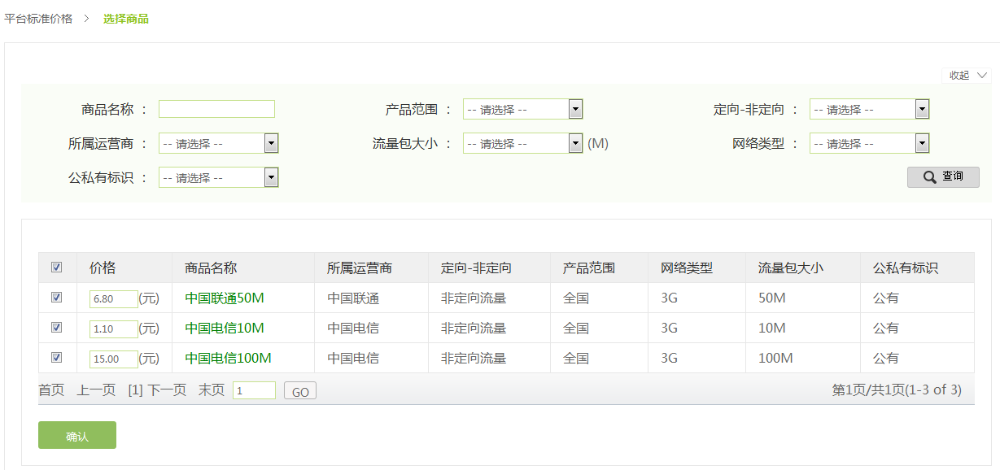 平台标准价格 > 选择商品
收起
商品名称 : 产品范围 : -- 请选择 -- 定向-非定向 : -- 请选择 --
所属运营商 : -- 请选择 -- 流量包大小 : -- 请选择 -- (M) 网络类型 : -- 请选择 --
公私有标识 : -- 请选择 -- 查询
价格 商品名称 所属运营商 定向-非定向 产品范围 网络类型 流量包大小 公私有标识
6.80 (元) 中国联通50M 中国联通 非定向流量 全国 3G 50M 公有
1.10 (元) 中国电信10M 中国电信 非定向流量 全国 3G 10M 公有
15.00 (元) 中国电信100M 中国电信 非定向流量 全国 3G 100M 公有
首页 上一页 [1] 下一页 末页 1 GO 第1页/共1页(1-3 of 3)
确认